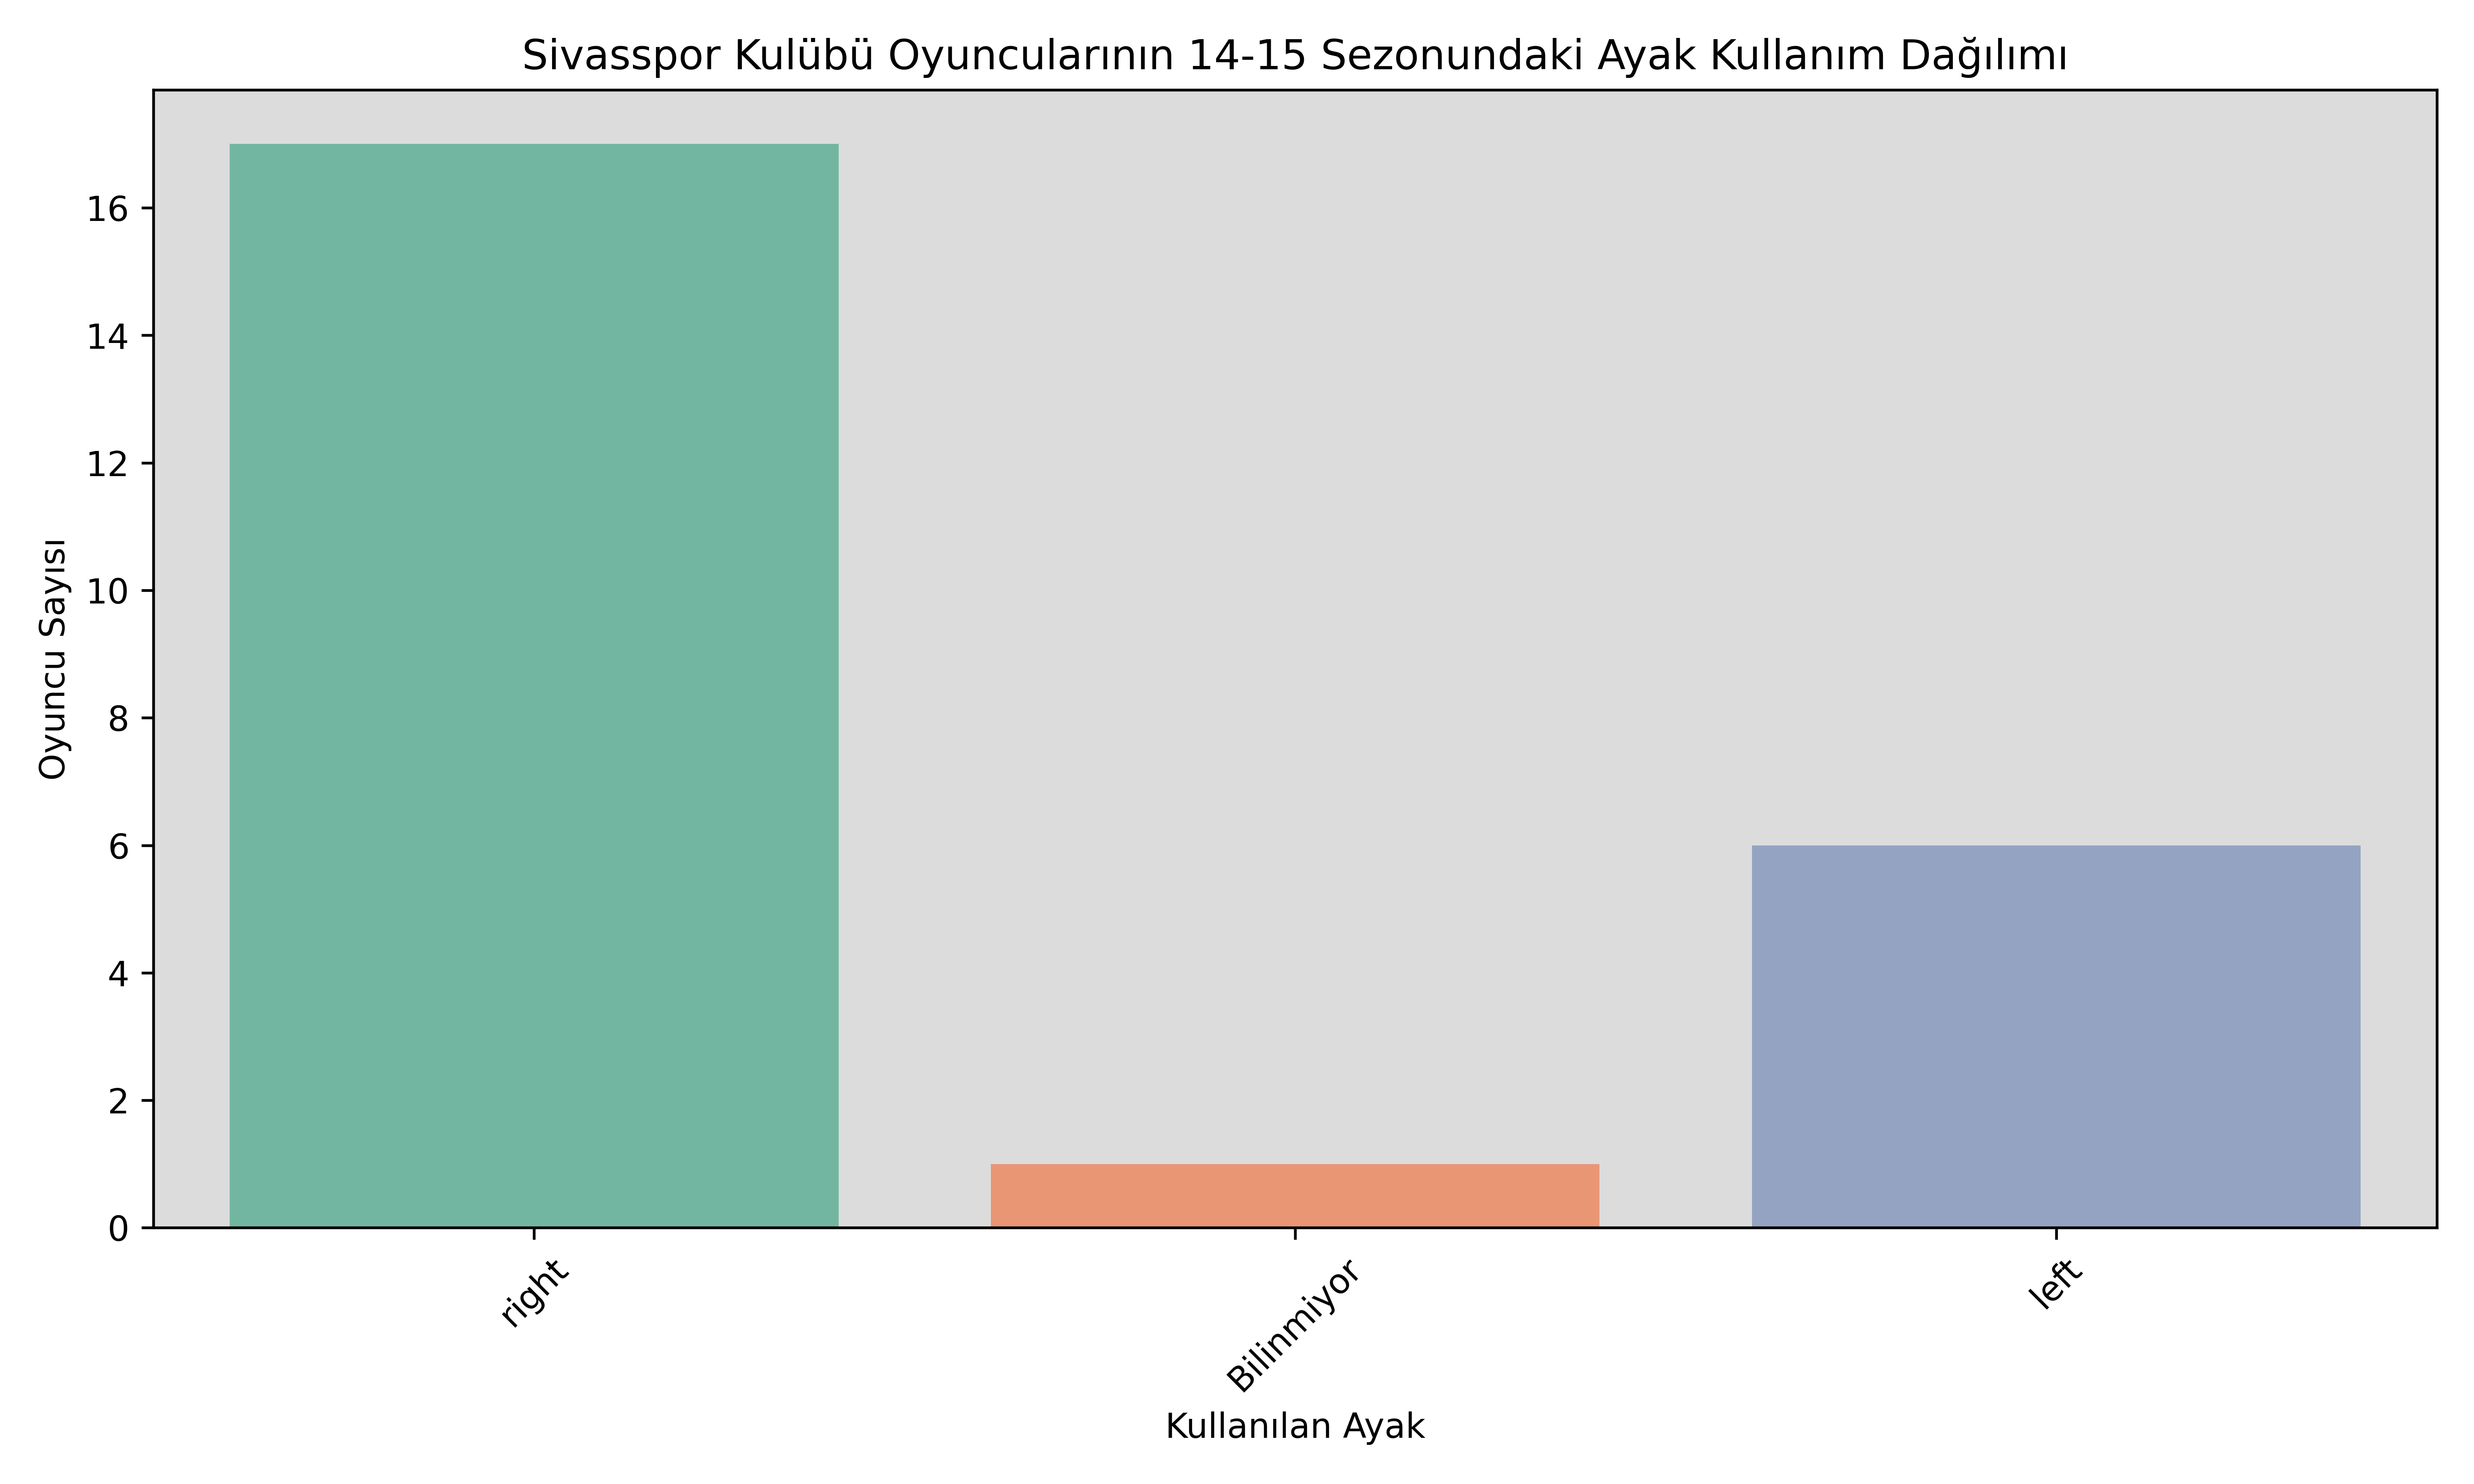 Sivasspor Kulübü Oyuncularının 14-15 Sezonundaki Ayak Kullanım Dağılımı
Oyuncu Sayısı
16
14
12
10
8
6
4
2
0
right
Bilinmiyor
left
Kullanılan Ayak